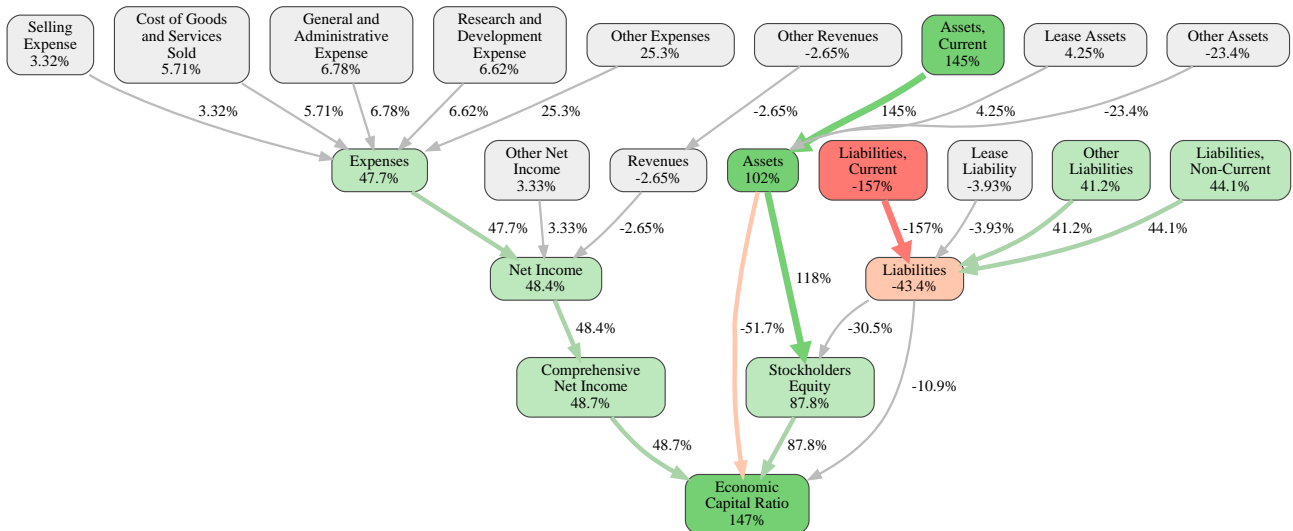 Selling
Expense
3.32%
Cost of Goods
and Services
Sold
5.71%
General and
Administrative
Expense
6.78%
Research and
Development
Expense
6.62%
Other Expenses
25.3%
Other Revenues
-2.65%
Assets,
Current
145%
Lease Assets
4.25%
Other Assets
-23.4%
3.32%
5.71%
6.78%
6.62%
25.3%
-2.65%
145%
4.25%
-23.4%
Expenses
47.7%
Other Net
Income
3.33%
Revenues
-2.65%
Assets
102%
Liabilities,
Current
-157%
Lease
Liability
-3.93%
Other
Liabilities
41.2%
Liabilities,
Non-Current
44.1%
47.7%
3.33%
-2.65%
-157%
-3.93%
41.2%
44.1%
Net Income
48.4%
118%
Liabilities
-43.4%
48.4%
-51.7%
-30.5%
Comprehensive
Net Income
48.7%
Stockholders
Equity
87.8%
-10.9%
48.7%
87.8%
Economic
Capital Ratio
147%